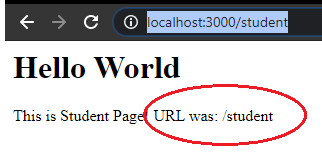 localhost:3000/student
Hello World
This is Student Page! URL was: /student